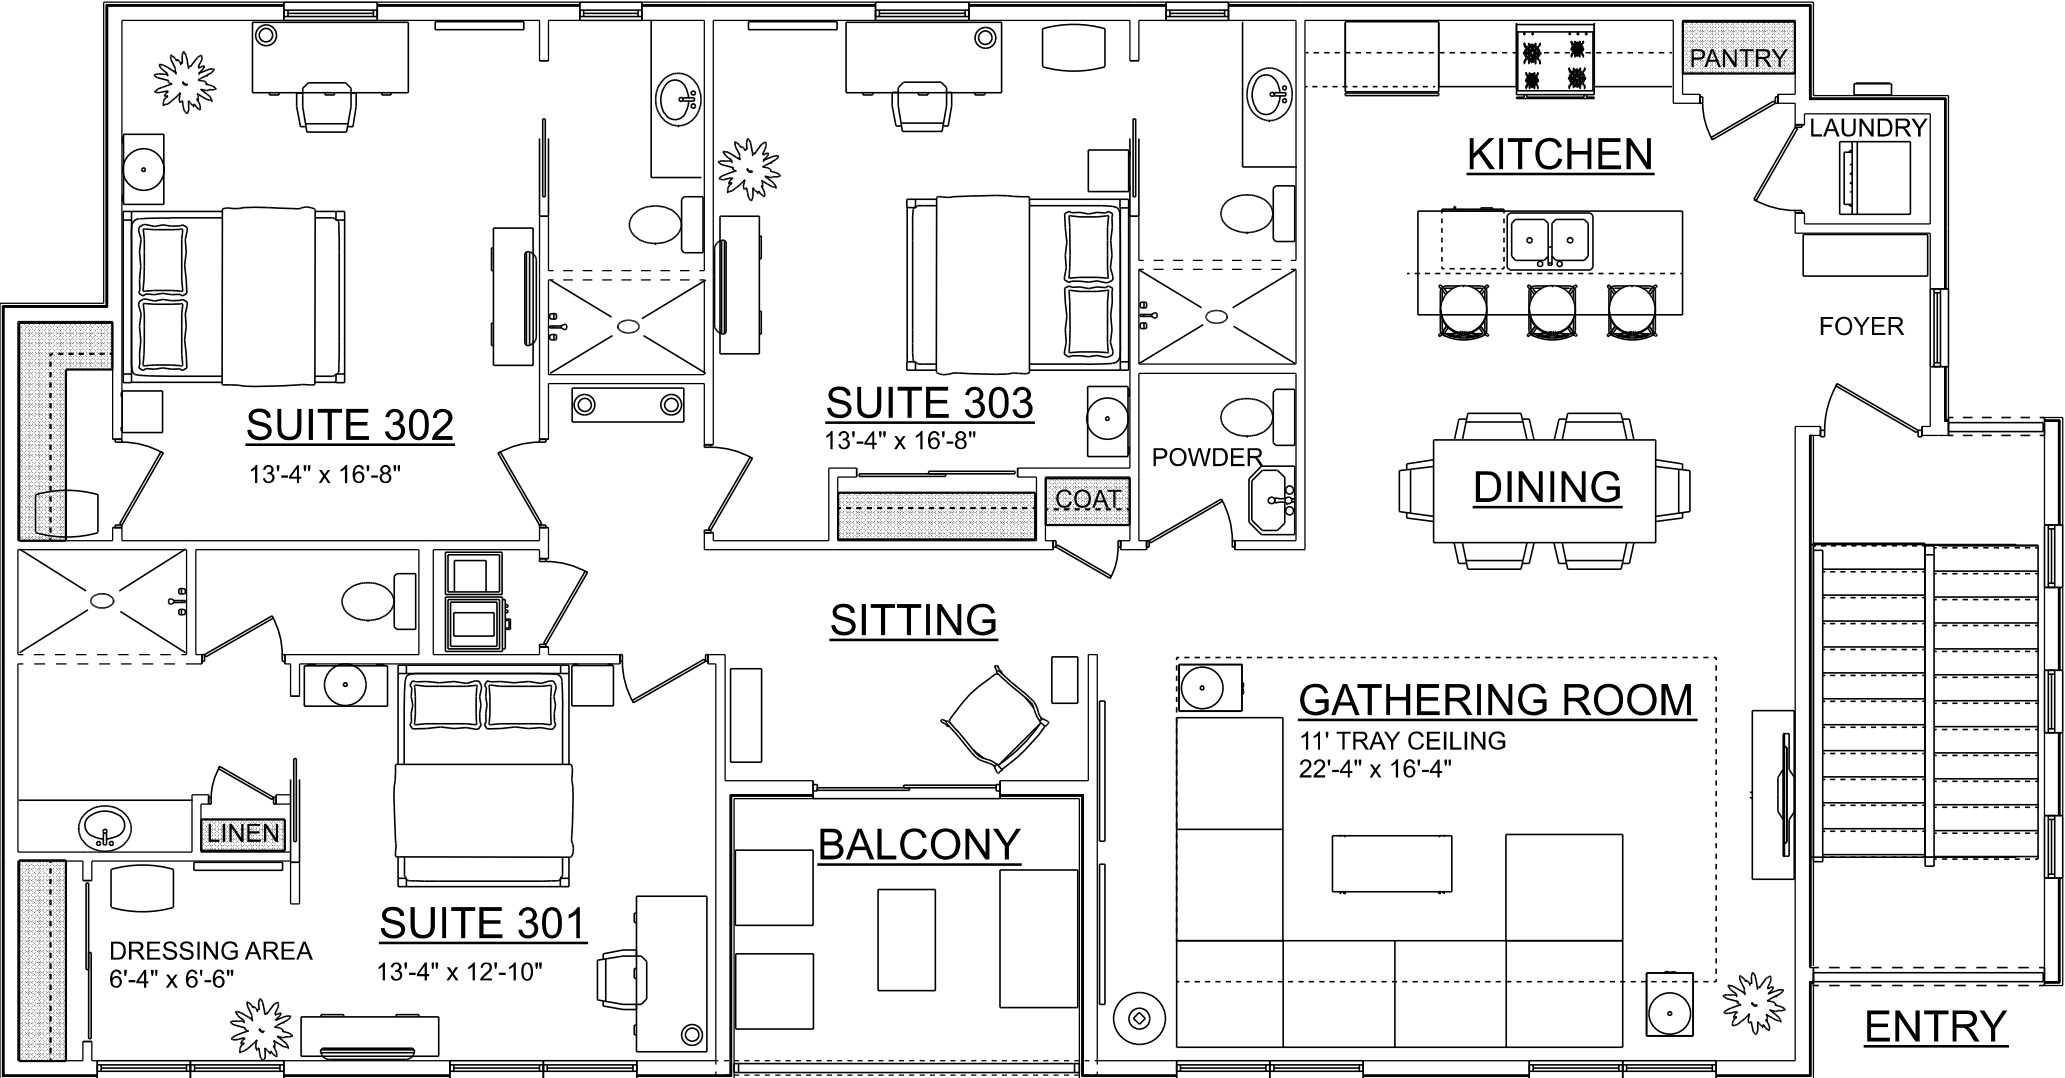 PANTRY
LAUNDRY
KITCHEN
FOYER
SUITE 302
13'-4" x 16'-8"
SUITE 303
13'-4" x 16'-8"
POWDER
COAT
DINING
SITTING
GATHERING ROOM
11' TRAY CEILING
22'-4" x 16'-4"
LINEN
BALCONY
SUITE 301
13'-4" x 12'-10"
DRESSING AREA
6'-4" x 6'-6"
ENTRY